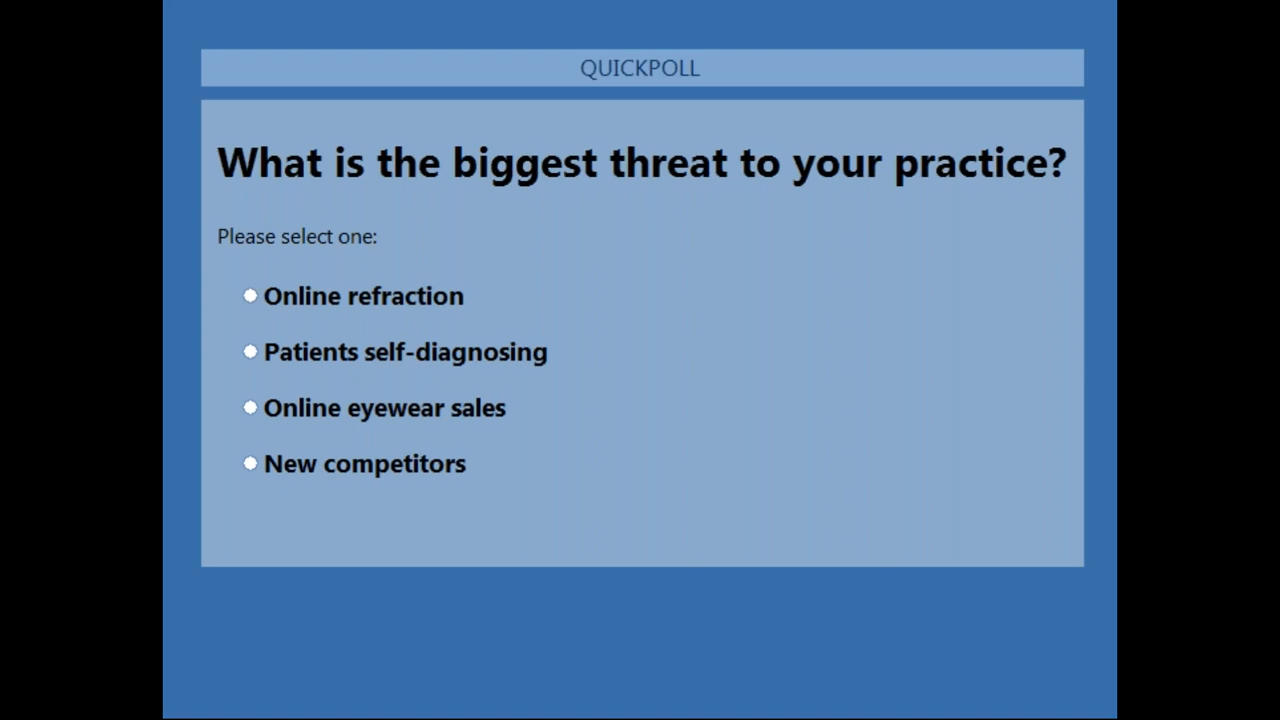 QUICKPOLL
What is the biggest threat to your practice?
Please select one:
Online refraction
Patients self-diagnosing
Online eyewear sales
New competitors